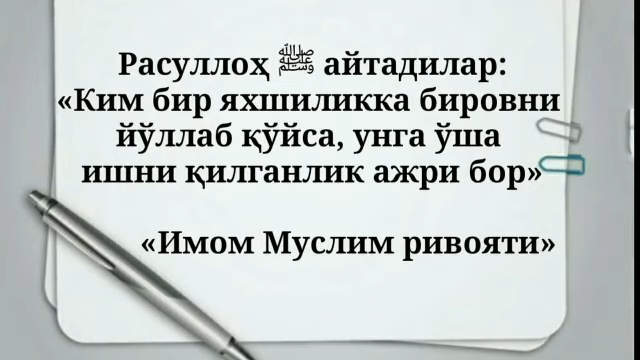 Расуллоҳ ﷺ айтадилар:
«Ким бир яхшиликка бировни
йўллаб қўйса, унга ўша
ишни қилганлик ажри бор»
«Имом Муслим ривояти»